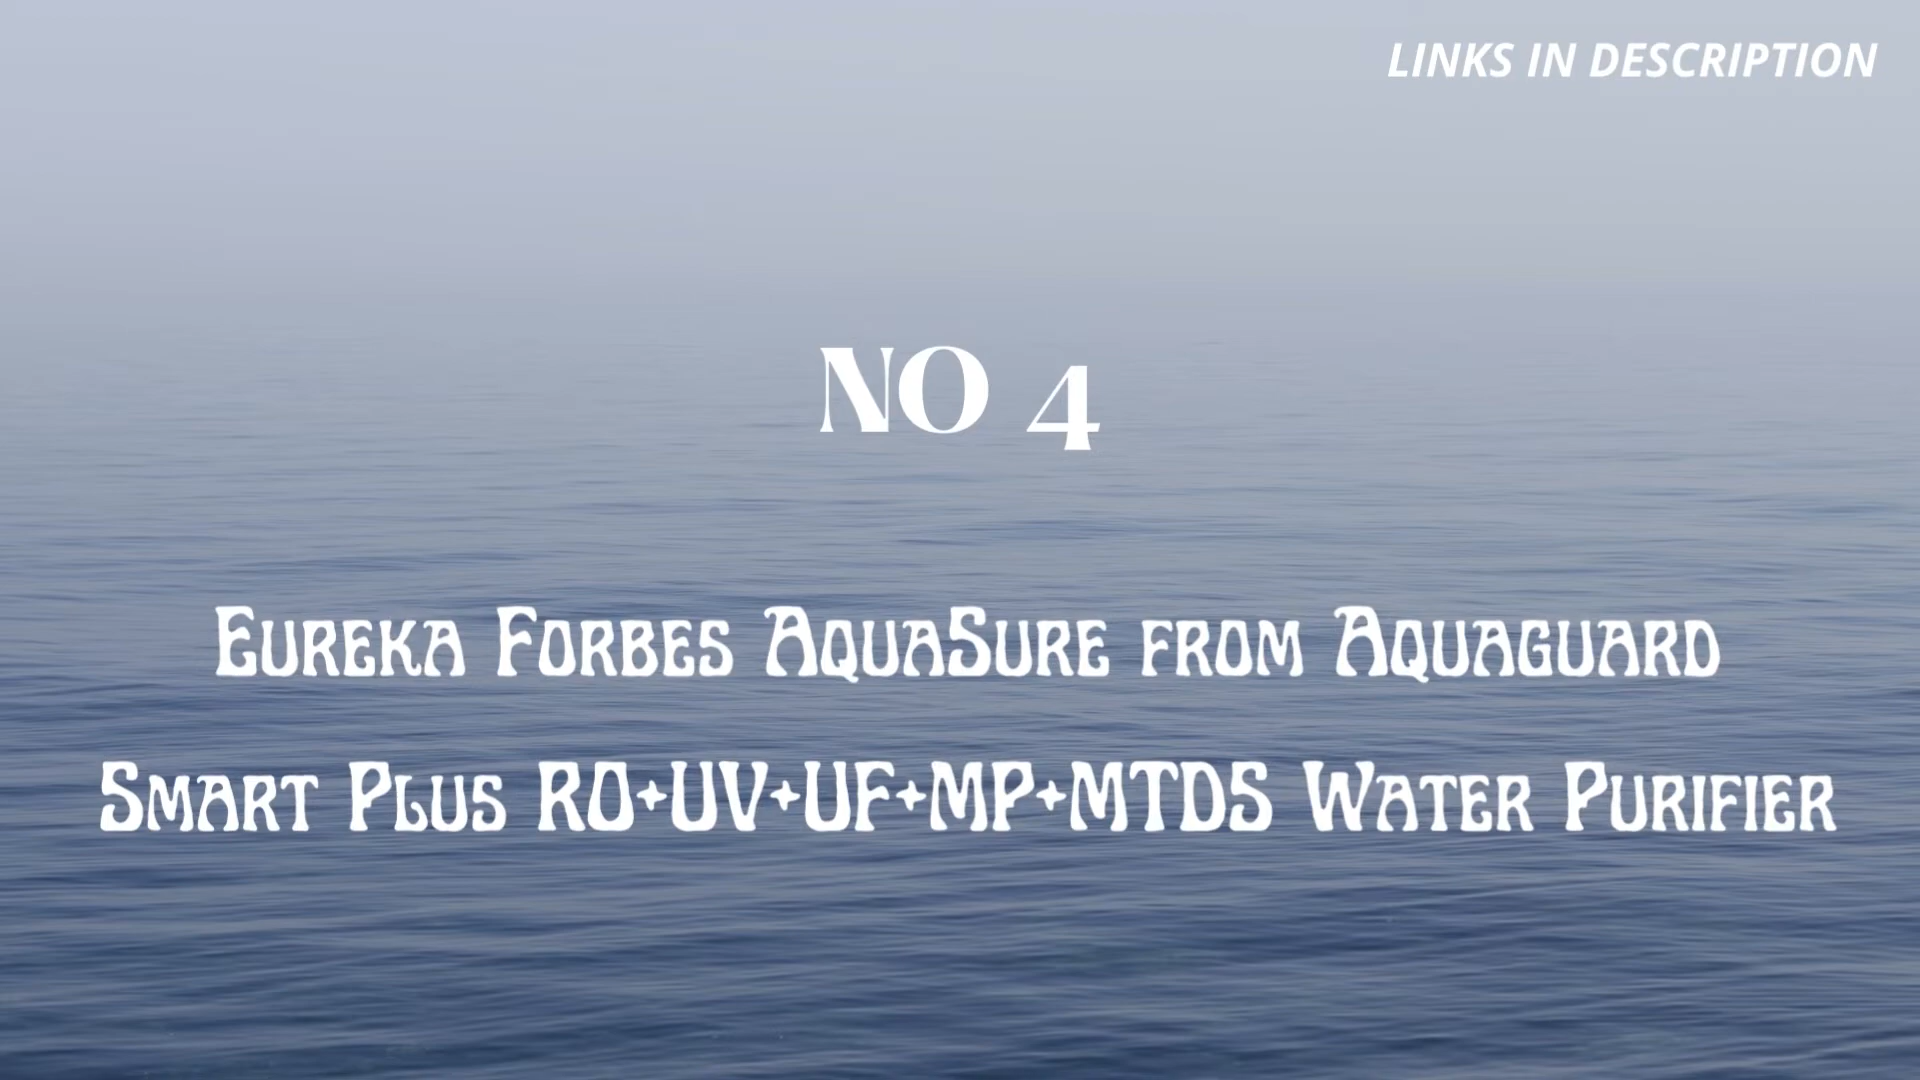 LINKS IN DESCRIPTION
NO 4
Eureka Forbes AquaSure from Aquaguard
Smart Plus RO+UV+UF+MP+MTDS Water Purifier